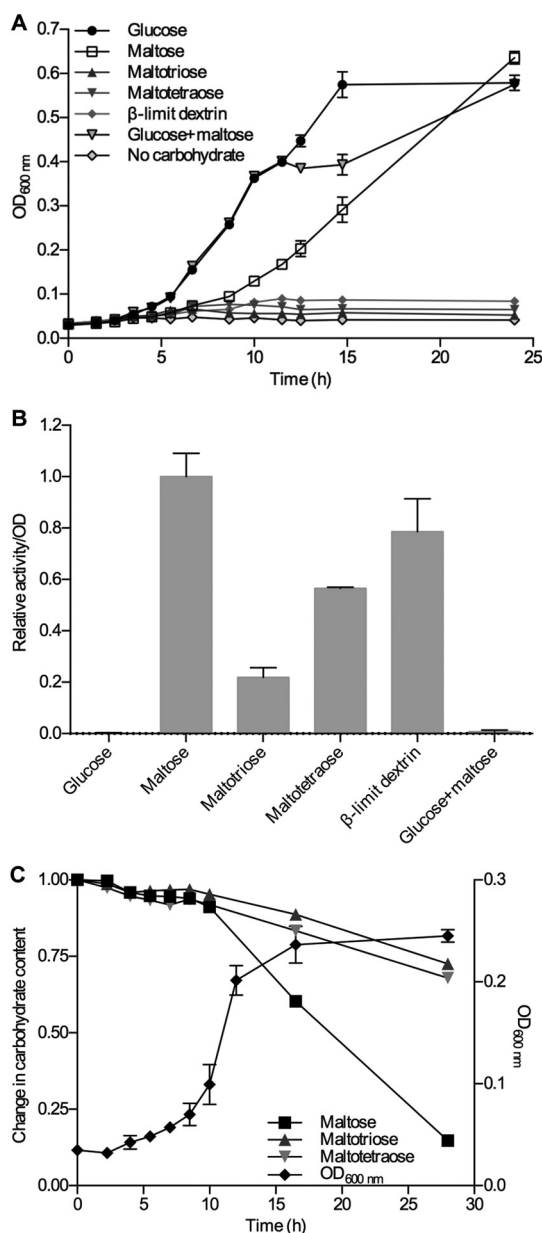 A
Glucose
Maltose
Maltotriose
Maltotetraose
β-limit dextrin
Glucose+maltose
No carbohydrate
OD600 nm
0.7
0.6
0.5
0.4
0.3
0.2
0.1
0.0
0 5 10 15 20 25
Time (h)
B
Relative activity/OD
1.2
1.0
0.8
0.6
0.4
0.2
0.0
Glucose
Maltose
Maltotriose
Maltotetraose
β-limit dextrin
Glucose+maltose
C
Change in carbohydrate content
1.00
0.75
0.50
0.25
0.00
0.3
0.2
0.1
0.0
OD600 nm
Maltose
Maltotriose
Maltotetraose
OD600 nm
0 5 10 15 20 25 30
Time (h)